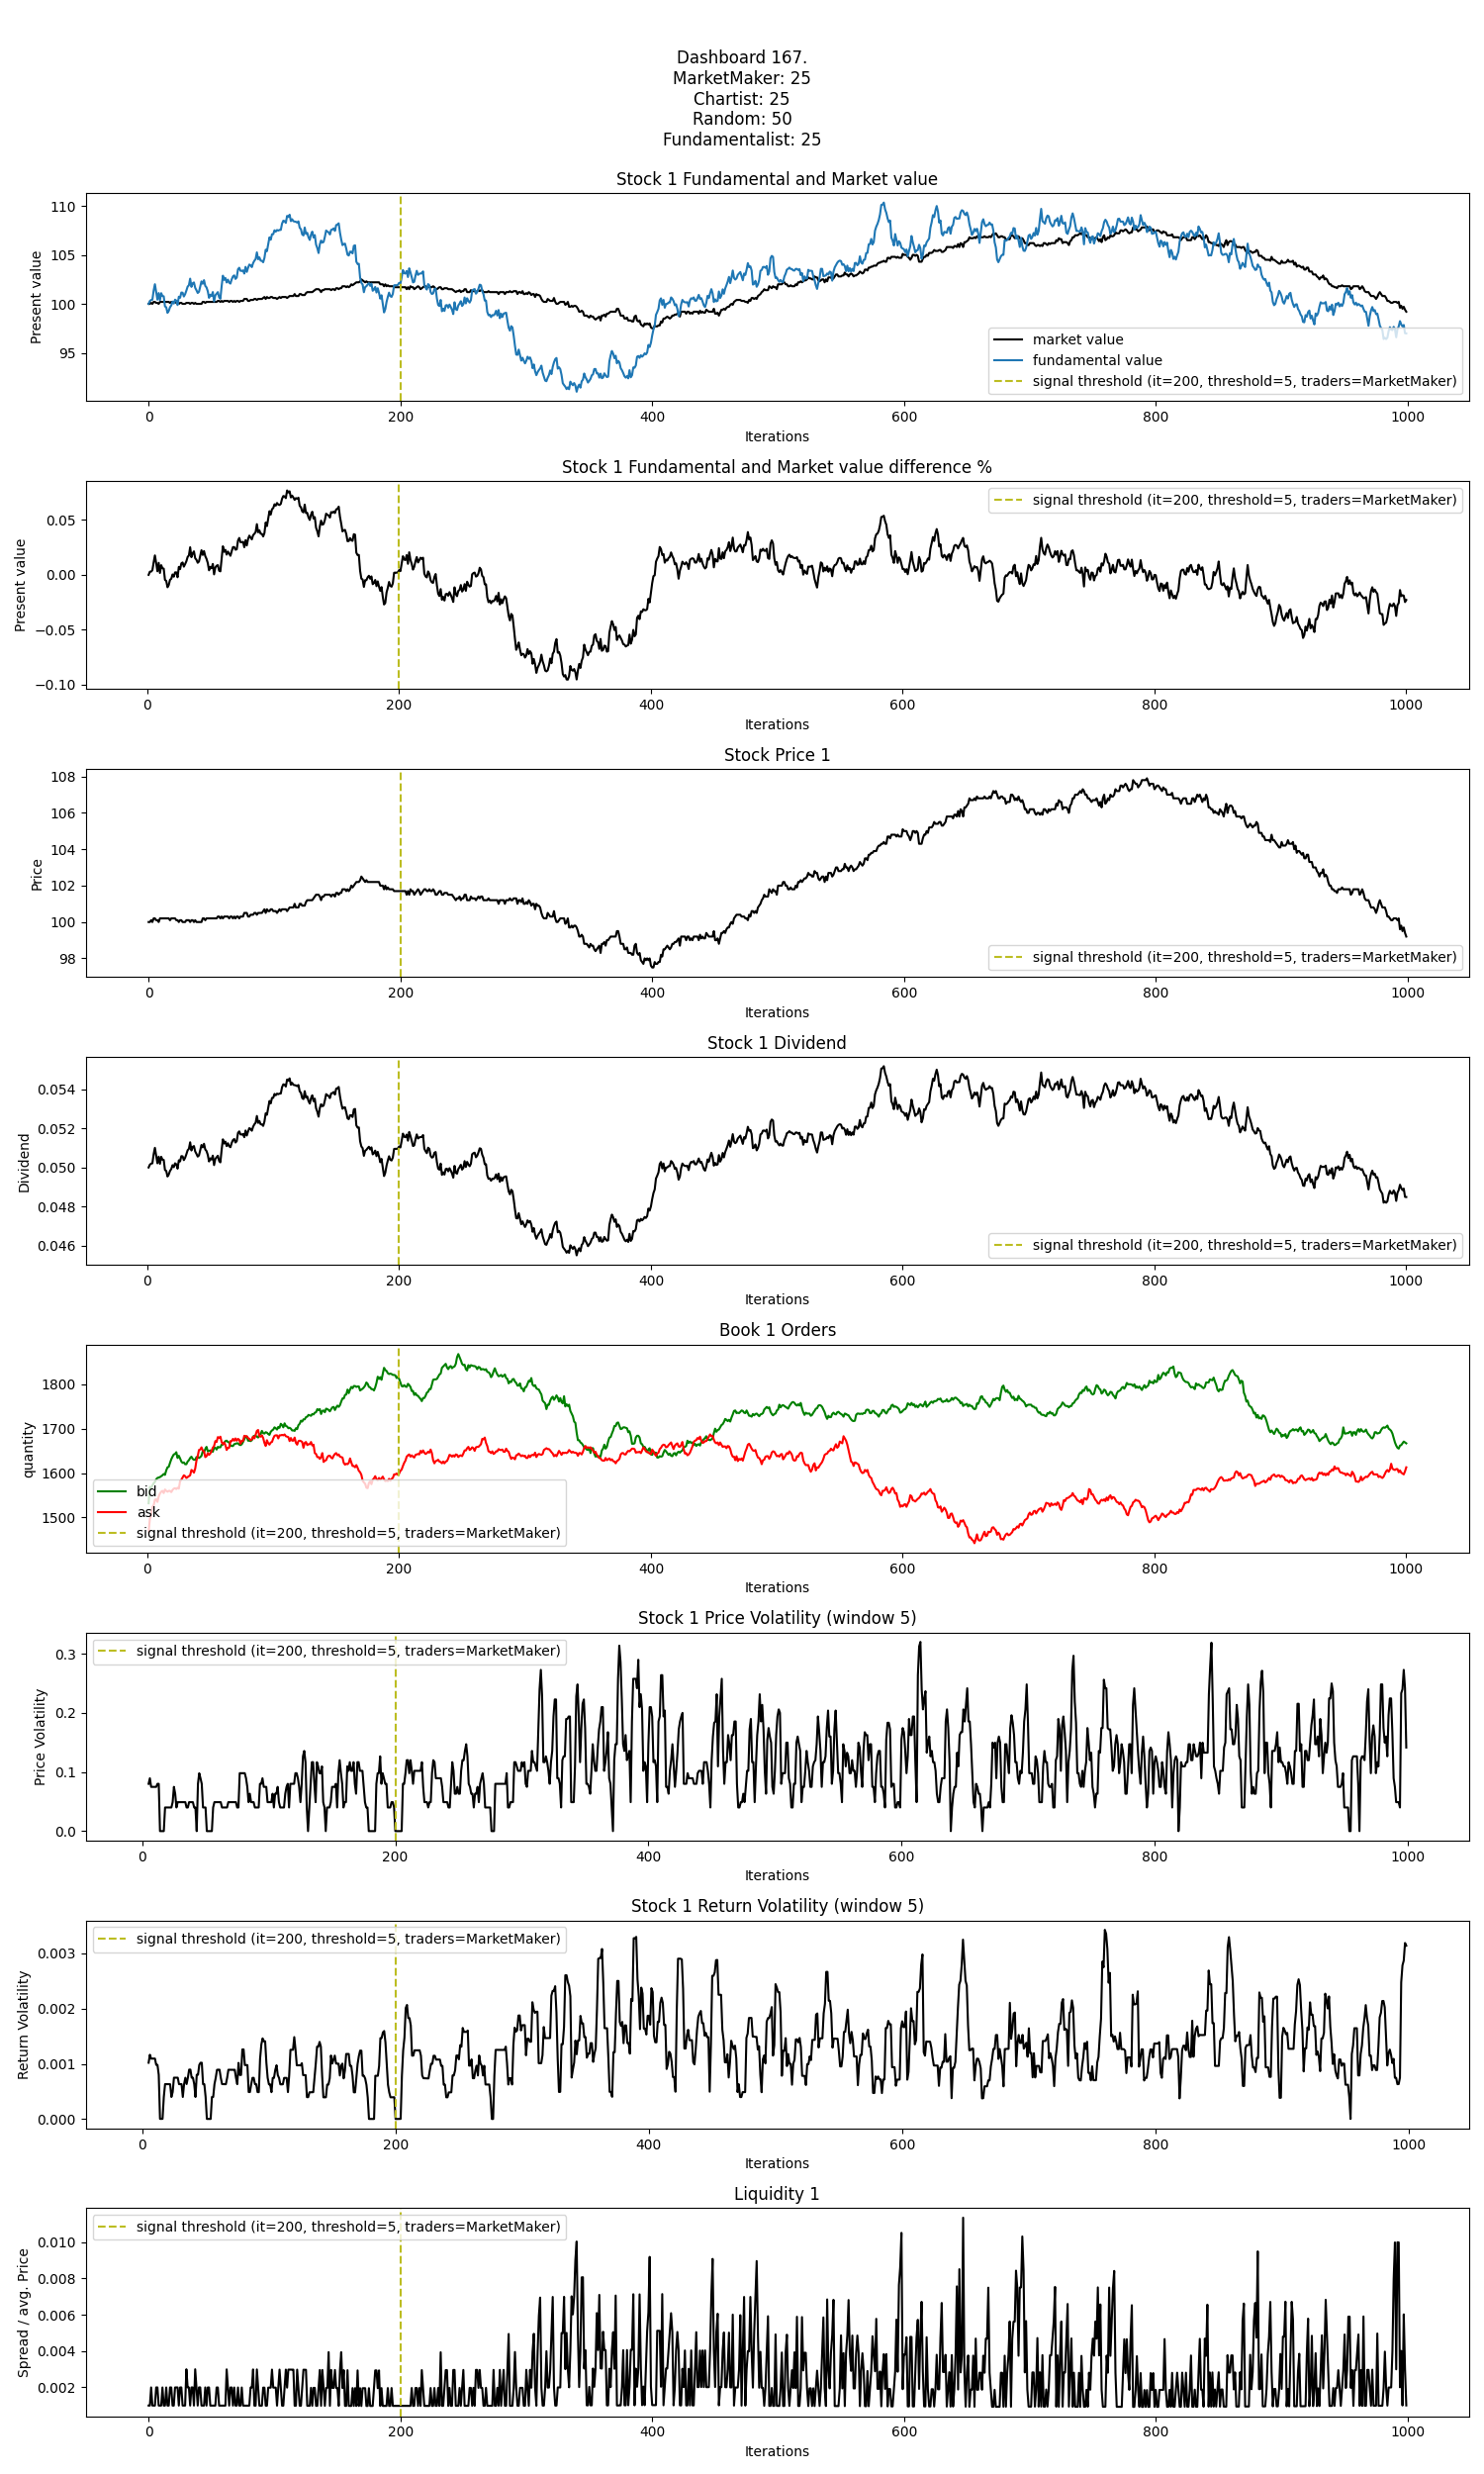 Dashboard 167.
MarketMaker: 25
Chartist: 25
Random: 50
Fundamentalist: 25
Stock 1 Fundamental and Market value
Present value
110
105
100
95
market value
fundamental value
signal threshold (it=200, threshold=5, traders=MarketMaker)
0 200 400 600 800 1000
Iterations
Stock 1 Fundamental and Market value difference %
Present value
0.05
0.00
−0.05
−0.10
signal threshold (it=200, threshold=5, traders=MarketMaker)
0 200 400 600 800 1000
Iterations
Stock Price 1
Price
108
106
104
102
100
98
signal threshold (it=200, threshold=5, traders=MarketMaker)
0 200 400 600 800 1000
Iterations
Stock 1 Dividend
Dividend
0.054
0.052
0.050
0.048
0.046
signal threshold (it=200, threshold=5, traders=MarketMaker)
0 200 400 600 800 1000
Iterations
Book 1 Orders
quantity
1800
1700
1600
1500
bid
ask
signal threshold (it=200, threshold=5, traders=MarketMaker)
0 200 400 600 800 1000
Iterations
Stock 1 Price Volatility (window 5)
Price Volatility
0.3
0.2
0.1
0.0
signal threshold (it=200, threshold=5, traders=MarketMaker)
0 200 400 600 800 1000
Iterations
Stock 1 Return Volatility (window 5)
Return Volatility
0.003
0.002
0.001
0.000
signal threshold (it=200, threshold=5, traders=MarketMaker)
0 200 400 600 800 1000
Iterations
Liquidity 1
Spread / avg. Price
0.010
0.008
0.006
0.004
0.002
signal threshold (it=200, threshold=5, traders=MarketMaker)
0 200 400 600 800 1000
Iterations